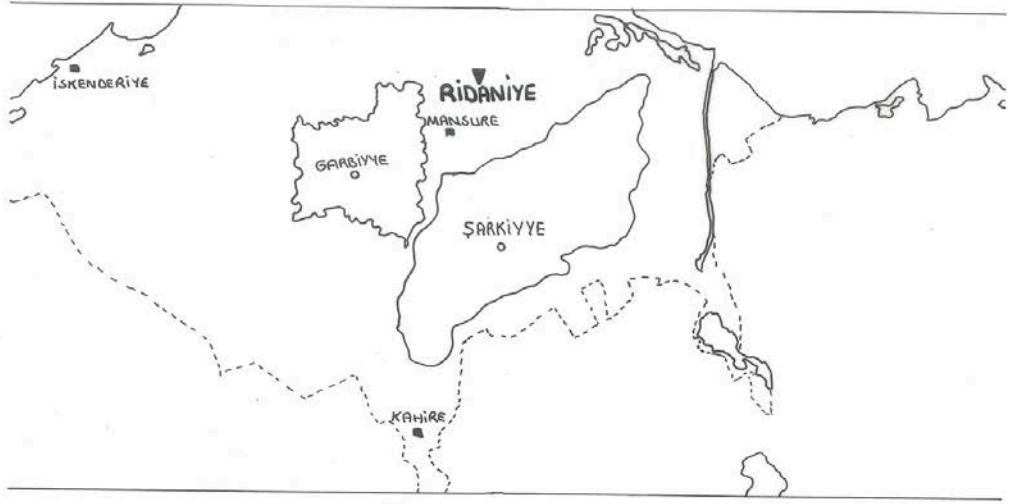 İSKENDERİYE
RİDANİYE
MANSURE
GARBİYYE
ŞARKİYYE
KAHİRE